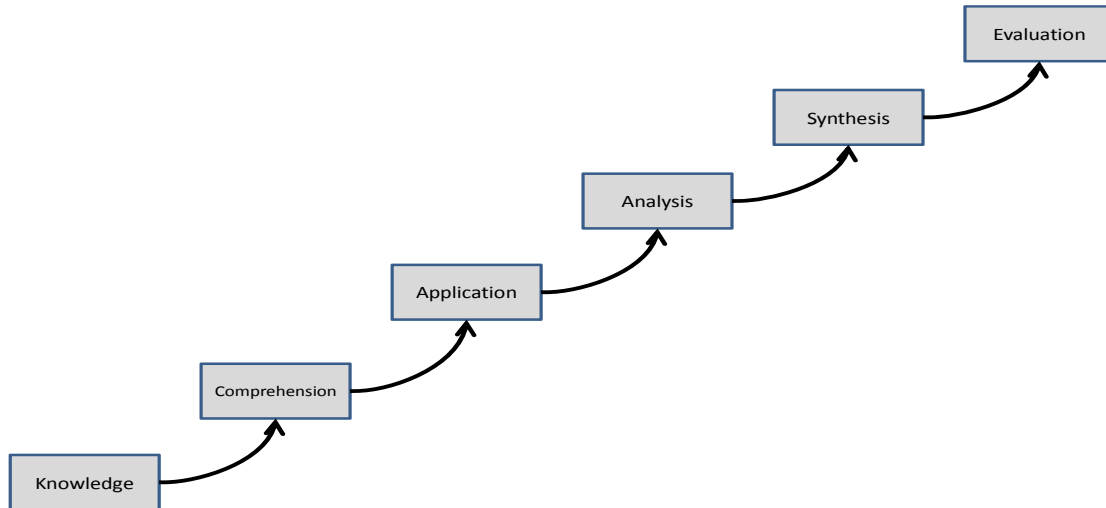 Evaluation
Synthesis
Analysis
Application
Comprehension
Knowledge